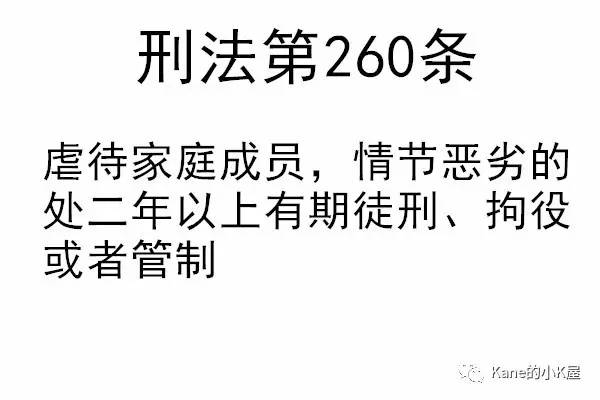 刑法第260条
虐待家庭成员，情节恶劣的
处二年以上有期徒刑、拘役
或者管制
Kane的小K屋